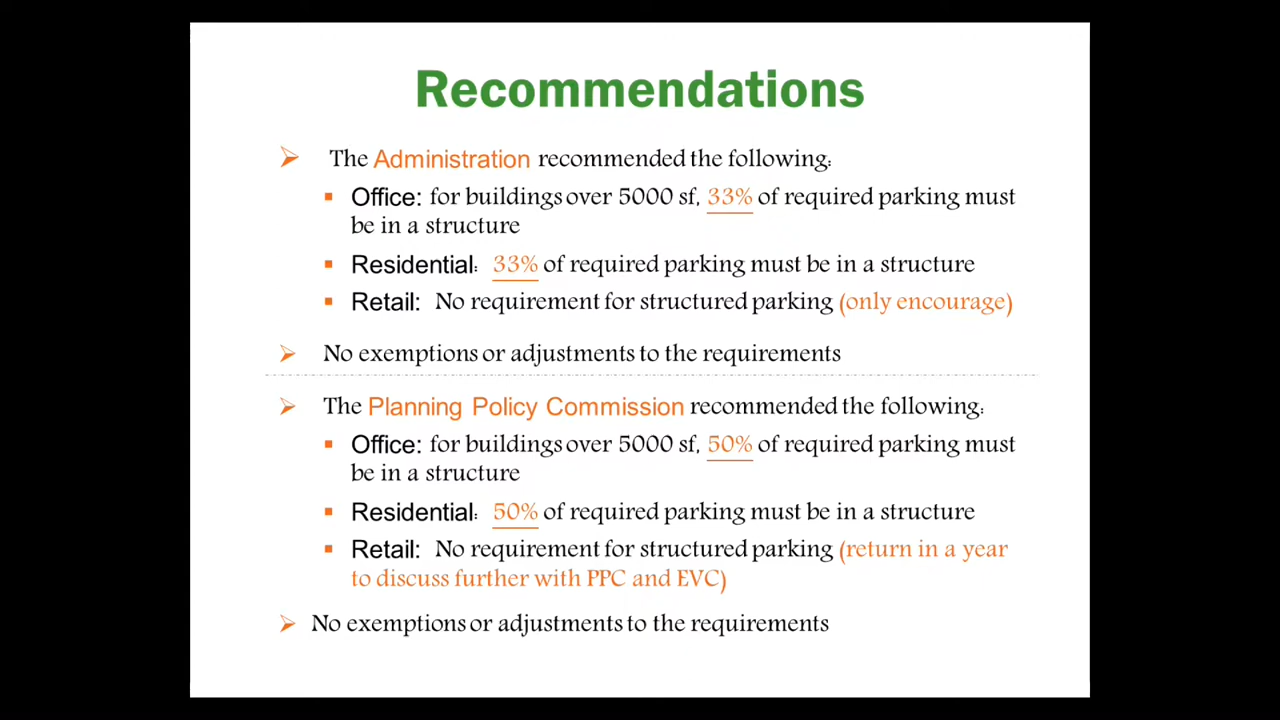 Recommendations
The Administration recommended the following:
Office: for buildings over 5000 sf, 33% of required parking must
be in a structure
Residential: 33% of required parking must be in a structure
Retail: No requirement for structured parking (only encourage)
No exemptions or adjustments to the requirements
The Planning Policy Commission recommended the following:
Office: for buildings over 5000 sf, 50% of required parking must
be in a structure
Residential: 50% of required parking must be in a structure
Retail: No requirement for structured parking (return in a year
to discuss further with PPC and EVC)
No exemptions or adjustments to the requirements